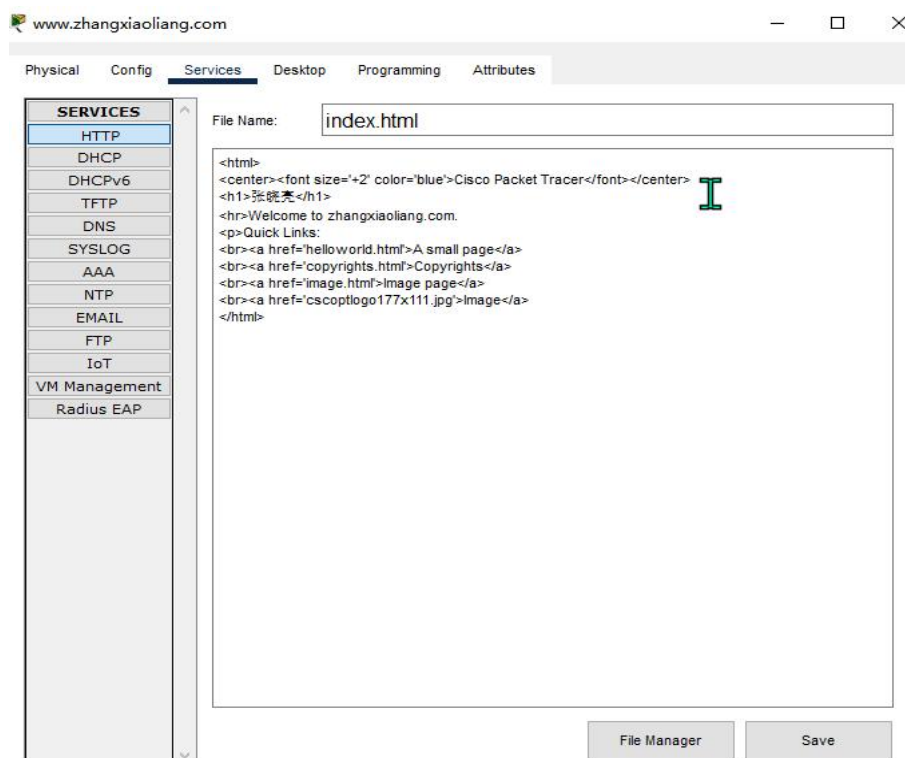 www.zhangxiaoliang.com
Physical Config Services Desktop Programming Attributes
SERVICES
HTTP
DHCP
DHCPv6
TFTP
DNS
SYSLOG
AAA
NTP
EMAIL
FTP
IoT
VM Management
Radius EAP
File Name: index.html
<html>
<center><font size='+2' color='blue'>Cisco Packet Tracer</font></center>
<h1>张晓亮</h1>
<hr>Welcome to zhangxiaoliang.com.
<p>Quick Links:
<br><a href='helloworld.html'>A small page</a>
<br><a href='copyrights.html'>Copyrights</a>
<br><a href='image.html'>Image page</a>
<br><a href='cscoptlogo177x111.jpg'>Image</a>
</html>
File Manager Save